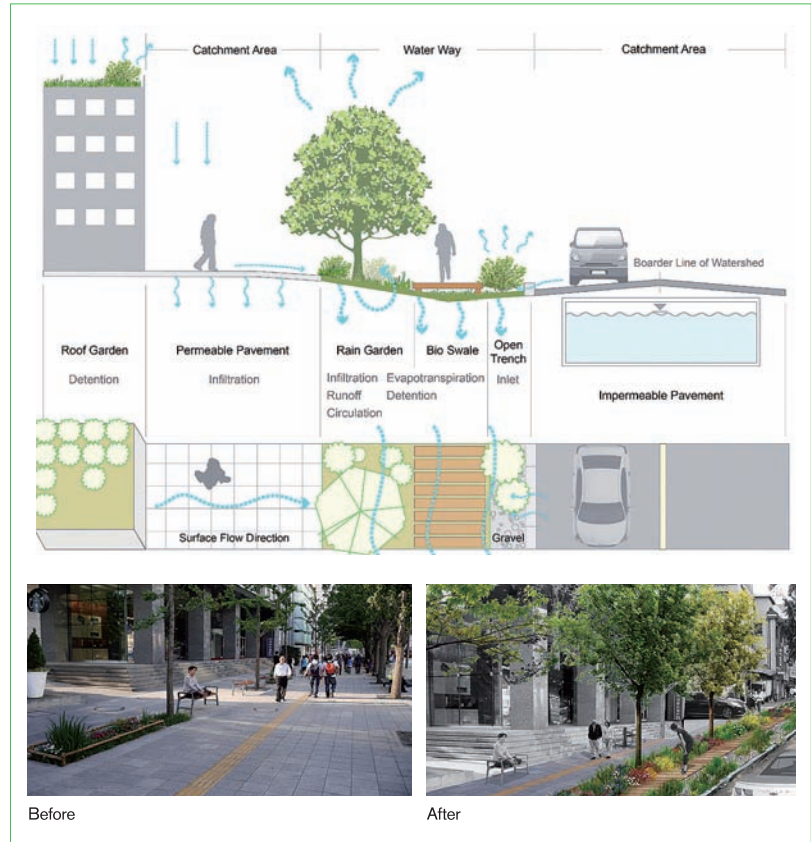 Catchment Area
Water Way
Catchment Area
Boarder Line of Watershed
Roof Garden
Detention
Permeable Pavement
Infiltration
Rain Garden
Infiltration
Runoff
Circulation
Bio Swale
Evapotranspiration
Detention
Open
Trench
Inlet
Impermeable Pavement
Surface Flow Direction
Gravel
Before
After